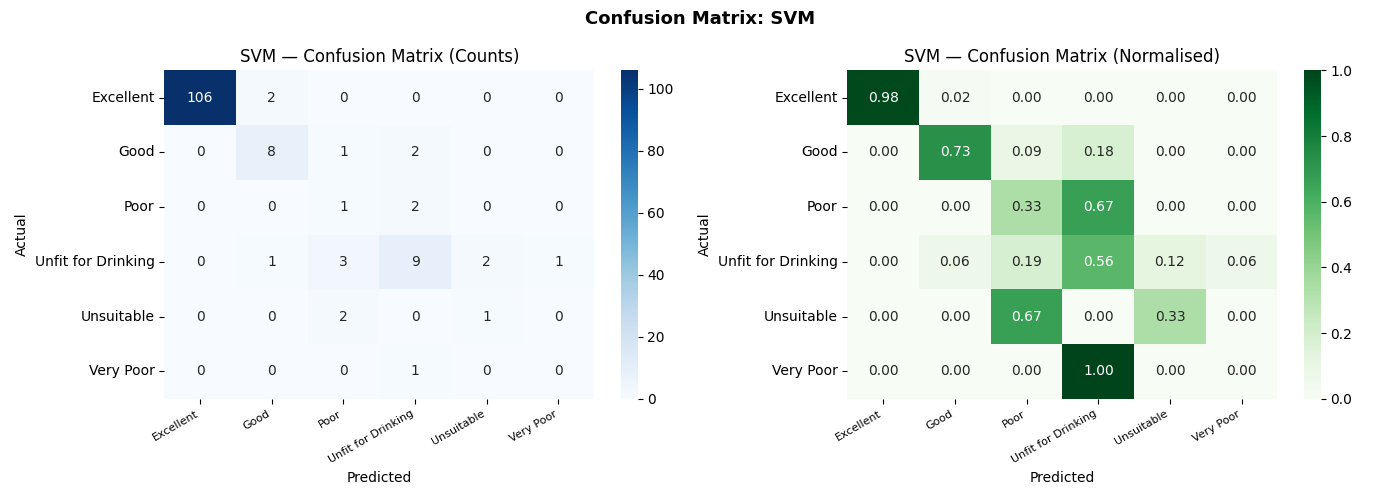 Confusion Matrix: SVM
SVM — Confusion Matrix (Counts)
Actual
Excellent 106 2 0 0 0 0
Good 0 8 1 2 0 0
Poor 0 0 1 2 0 0
Unfit for Drinking 0 1 3 9 2 1
Unsuitable 0 0 2 0 1 0
Very Poor 0 0 0 1 0 0
Excellent Good Poor Unfit for Drinking Unsuitable Very Poor
Predicted
100
80
60
40
20
0
SVM — Confusion Matrix (Normalised)
Actual
Excellent 0.98 0.02 0.00 0.00 0.00 0.00
Good 0.00 0.73 0.09 0.18 0.00 0.00
Poor 0.00 0.00 0.33 0.67 0.00 0.00
Unfit for Drinking 0.00 0.06 0.19 0.56 0.12 0.06
Unsuitable 0.00 0.00 0.67 0.00 0.33 0.00
Very Poor 0.00 0.00 0.00 1.00 0.00 0.00
Excellent Good Poor Unfit for Drinking Unsuitable Very Poor
Predicted
1.0
0.8
0.6
0.4
0.2
0.0